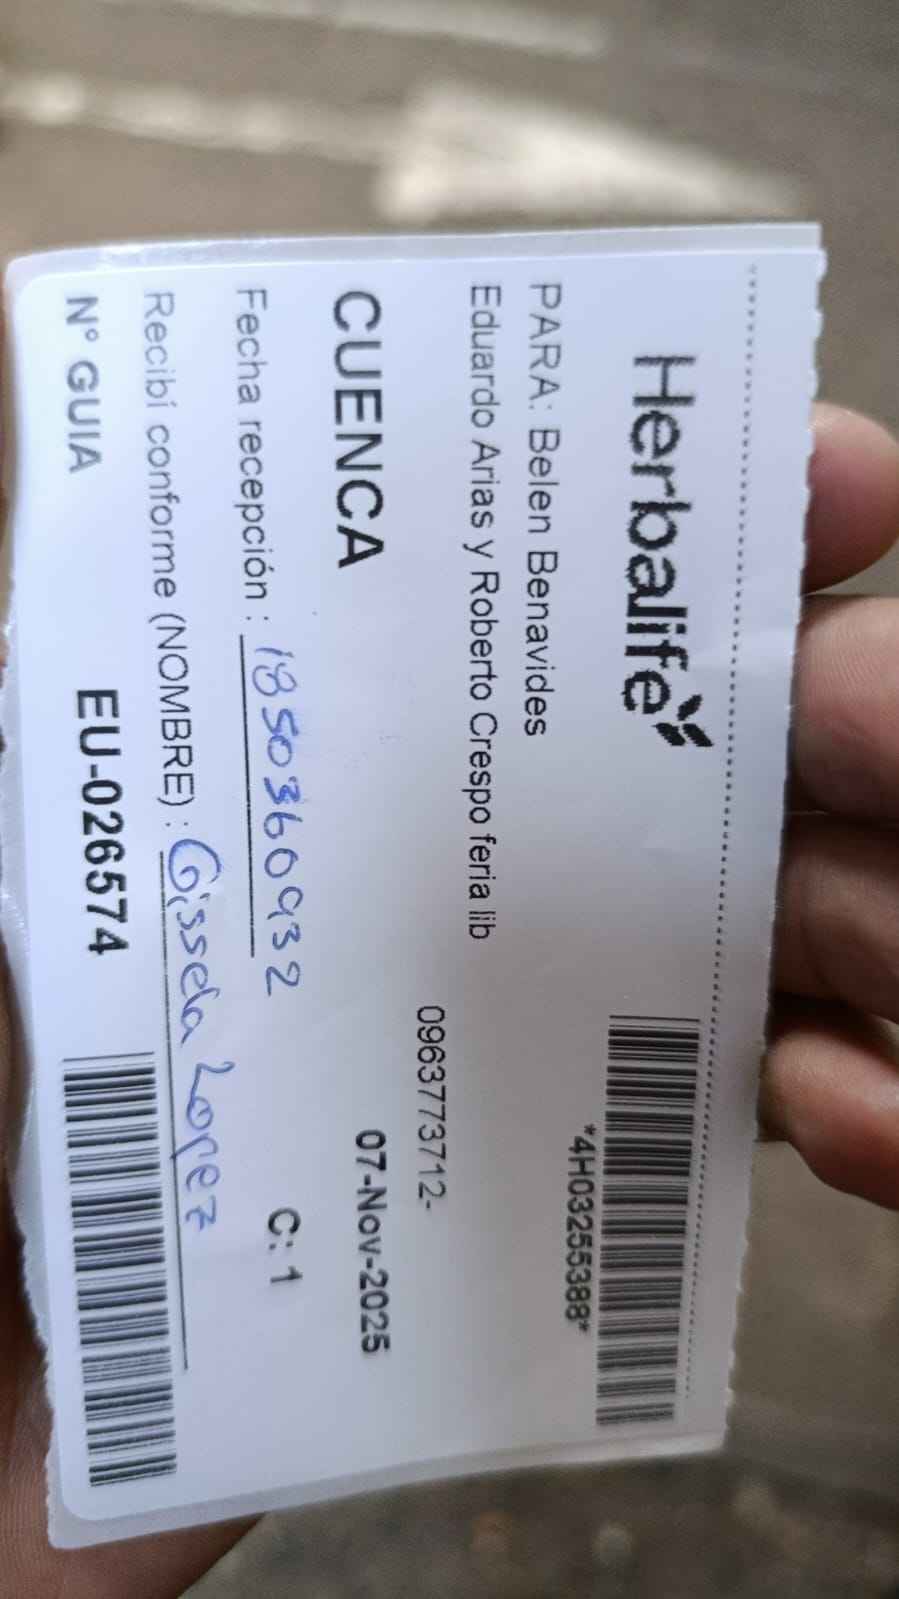 Herbalife
*4H03255388*
PARA: Belen Benavides
Eduardo Arias y Roberto Crespo feria lib
0963773712-
CUENCA
07-Nov-2025
Fecha recepción : 1850360932
C: 1
Recibí conforme (NOMBRE) : Gissela Lopez
N° GUIA EU-026574